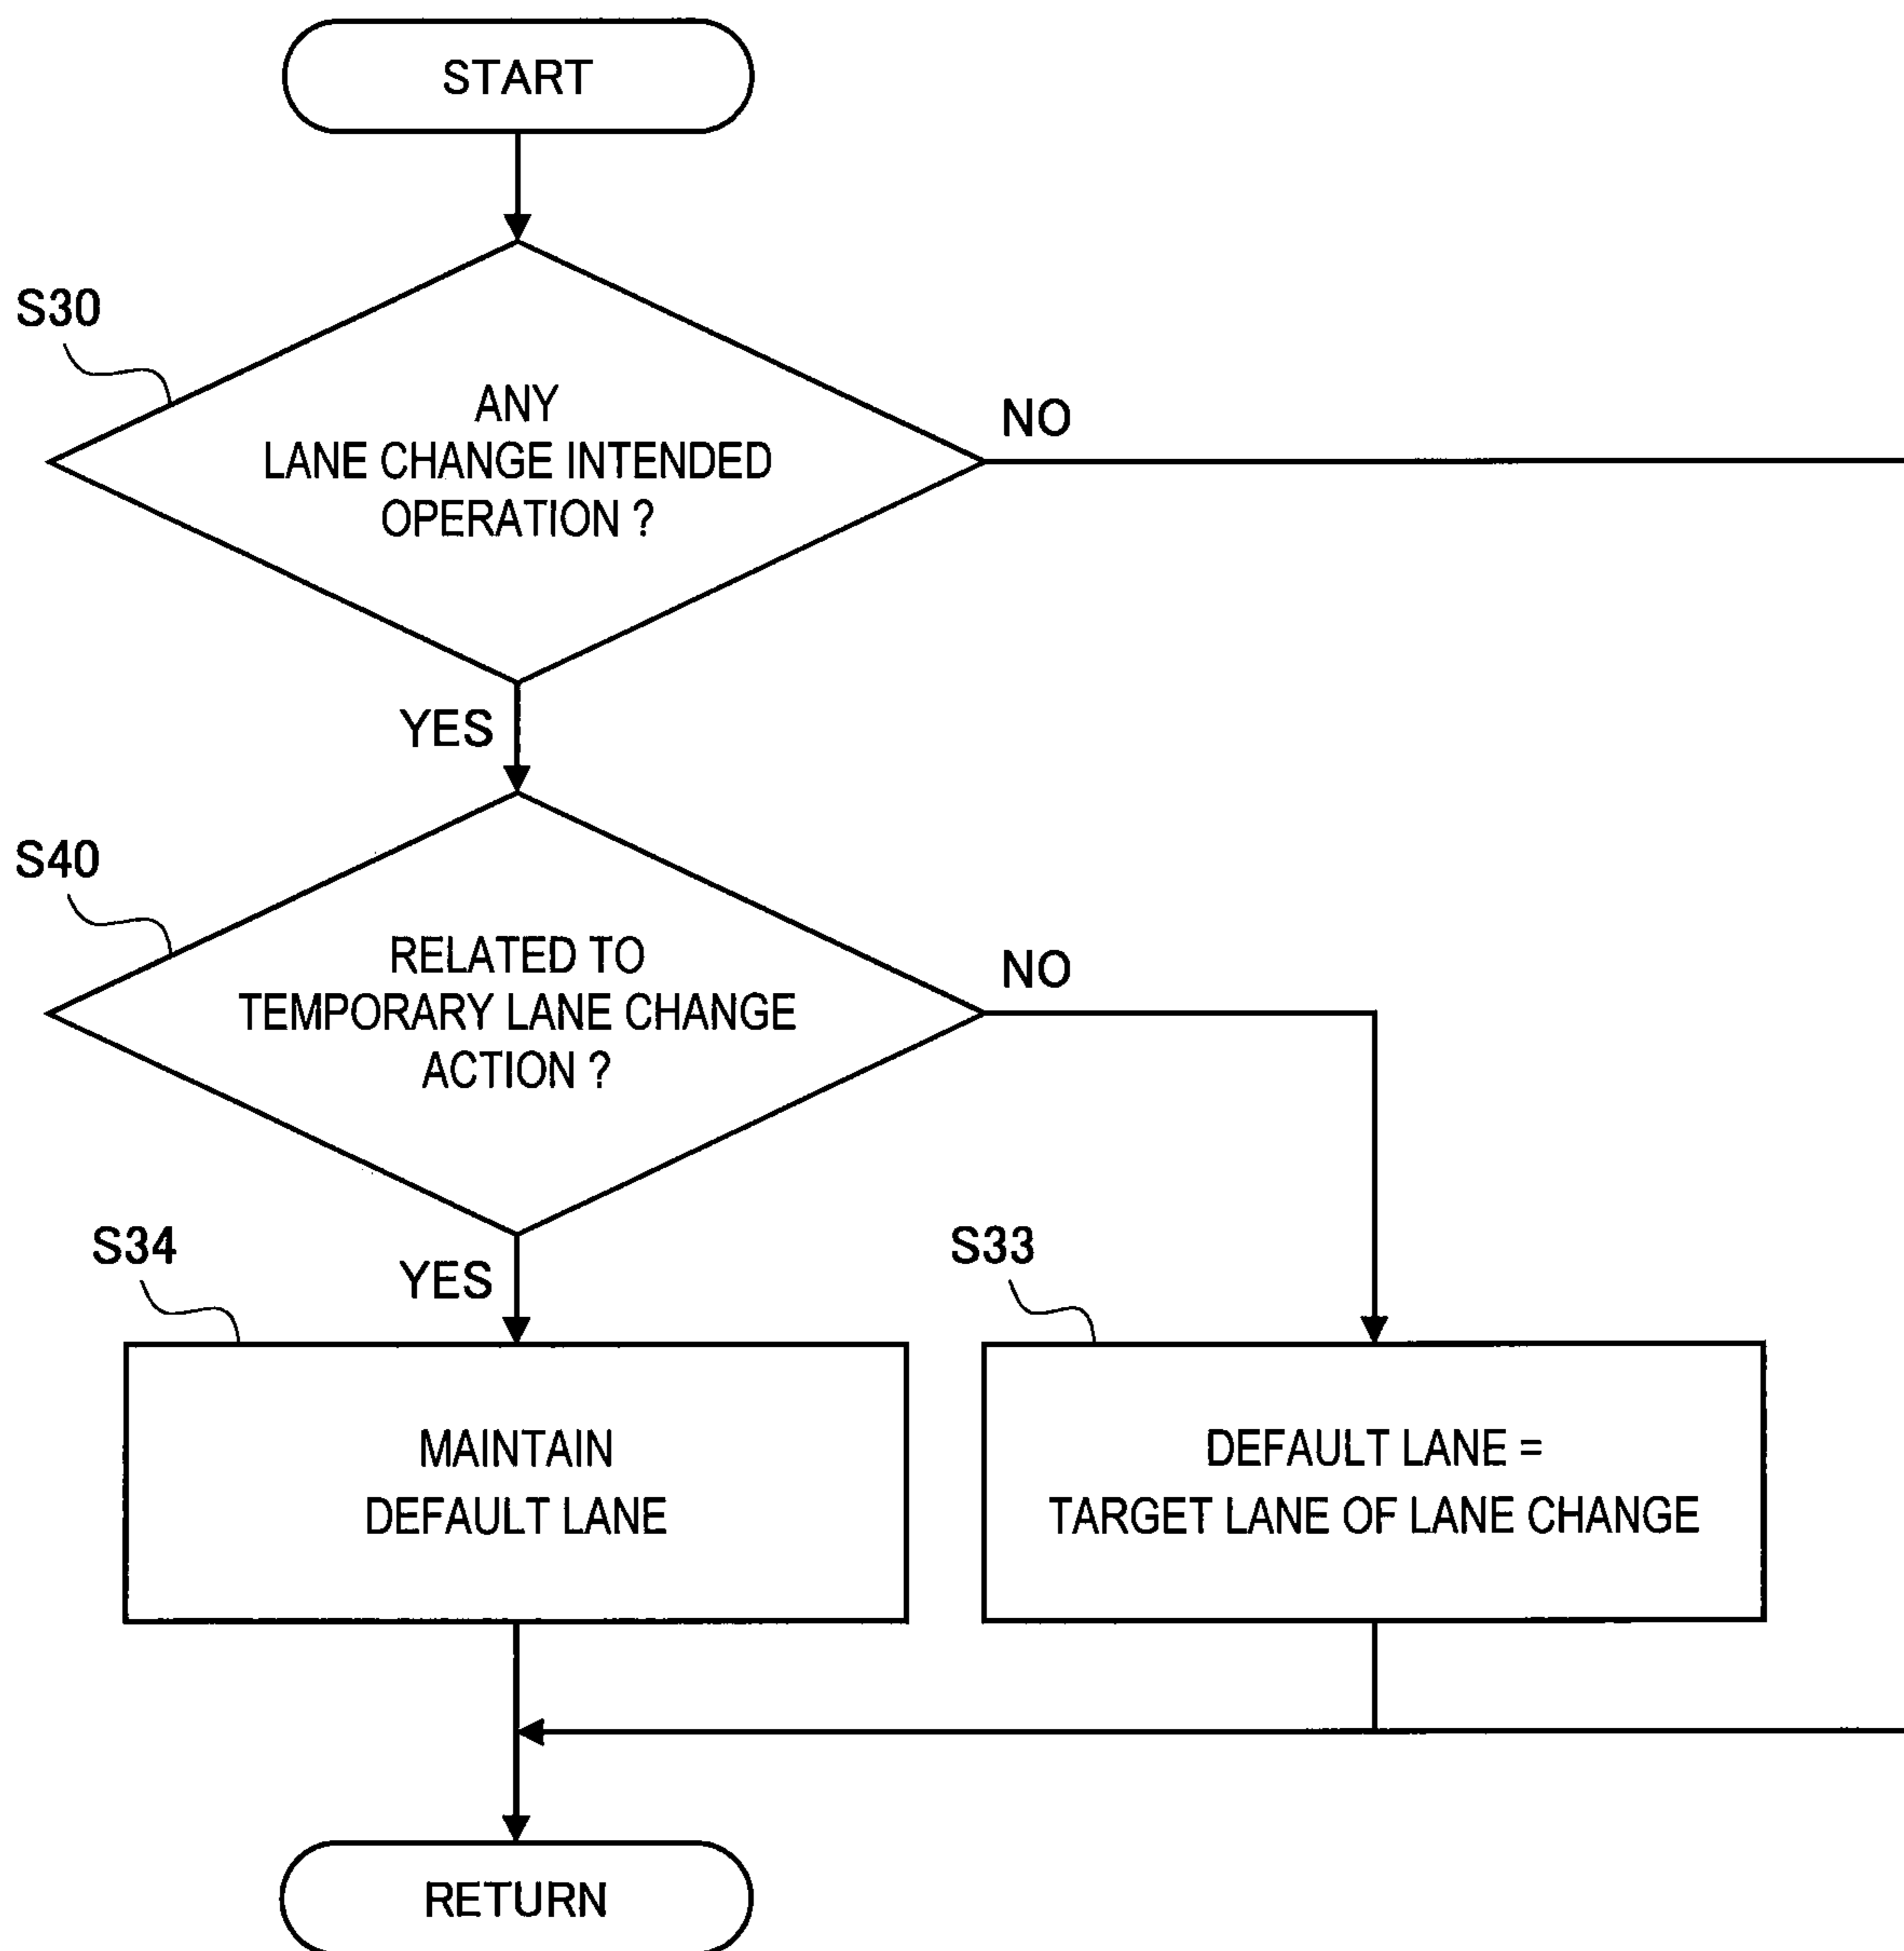 START
S30
ANY
LANE CHANGE INTENDED
OPERATION ?
NO
YES
S40
RELATED TO
TEMPORARY LANE CHANGE
ACTION ?
NO
YES
S34
MAINTAIN
DEFAULT LANE
S33
DEFAULT LANE =
TARGET LANE OF LANE CHANGE
RETURN